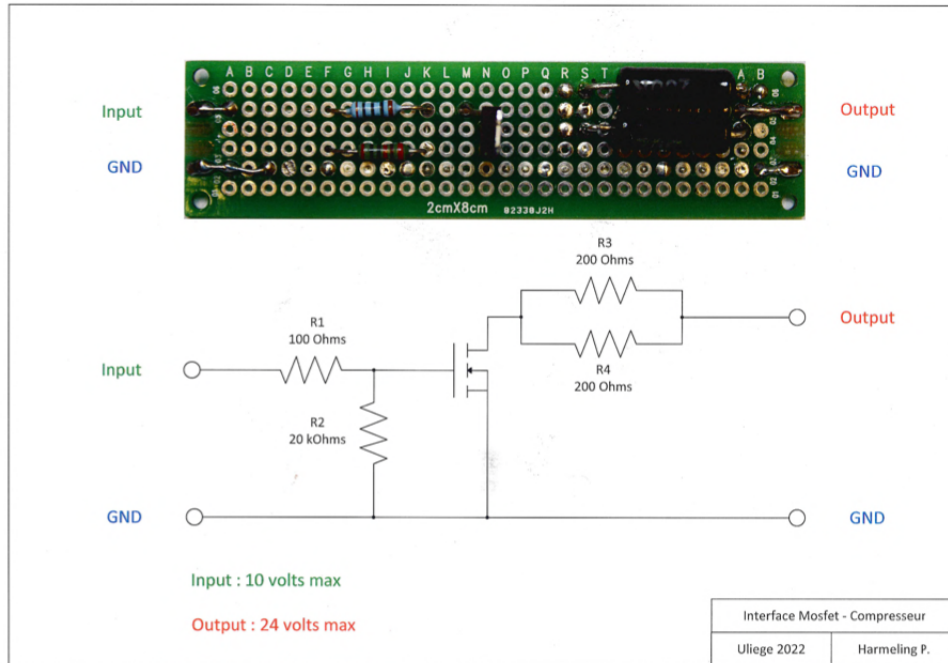 A B C D E F G H I J K L M N O P Q R S T A B
Input
Output
GND
GND
2cmX8cm 82338J2H
R3
200 Ohms
Output
R1
100 Ohms
Input
R4
200 Ohms
R2
20 kOhms
GND
GND
Input : 10 volts max
Output : 24 volts max
Interface Mosfet - Compresseur
Uliege 2022
Harmeling P.